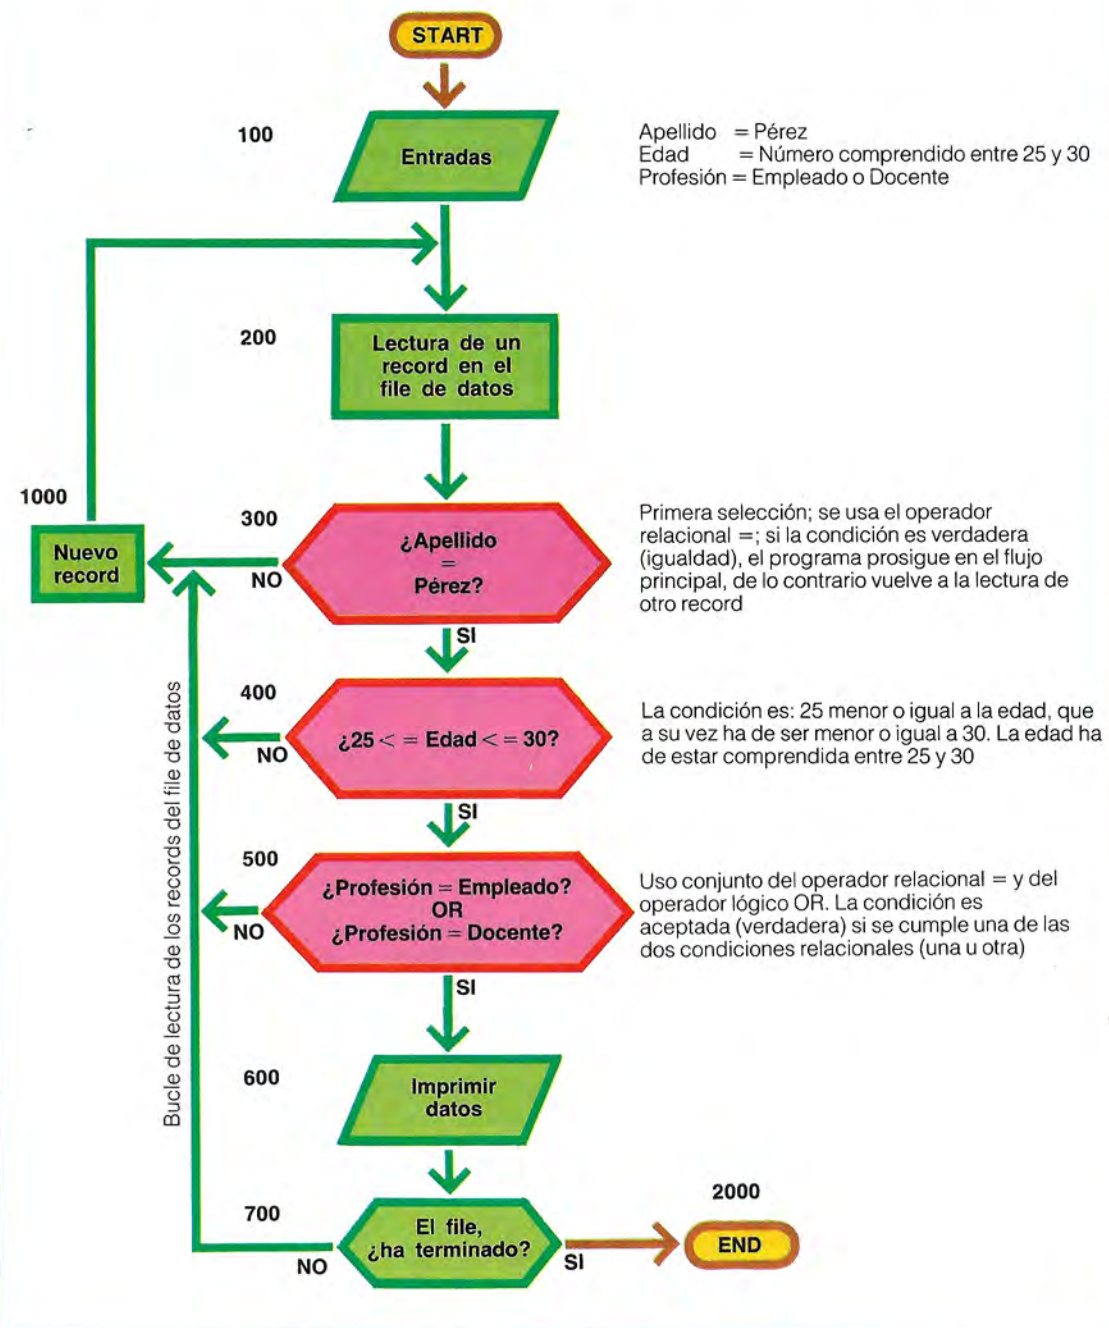 START
100
Entradas
Apellido = Pérez
Edad = Número comprendido entre 25 y 30
Profesión = Empleado o Docente
200
Lectura de un
record en el
file de datos
1000
Nuevo
record
300
¿Apellido
=
Pérez?
NO
SI
Primera selección; se usa el operador
relacional =; si la condición es verdadera
(igualdad), el programa prosigue en el flujo
principal, de lo contrario vuelve a la lectura de
otro record
400
¿25 < = Edad < = 30?
NO
SI
La condición es: 25 menor o igual a la edad, que
a su vez ha de ser menor o igual a 30. La edad ha
de estar comprendida entre 25 y 30
Bucle de lectura de los records del file de datos
500
¿Profesión = Empleado?
OR
¿Profesión = Docente?
NO
SI
Uso conjunto del operador relacional = y del
operador lógico OR. La condición es
aceptada (verdadera) si se cumple una de las
dos condiciones relacionales (una u otra)
600
Imprimir
datos
700
El file,
¿ha terminado?
NO
SI
2000
END